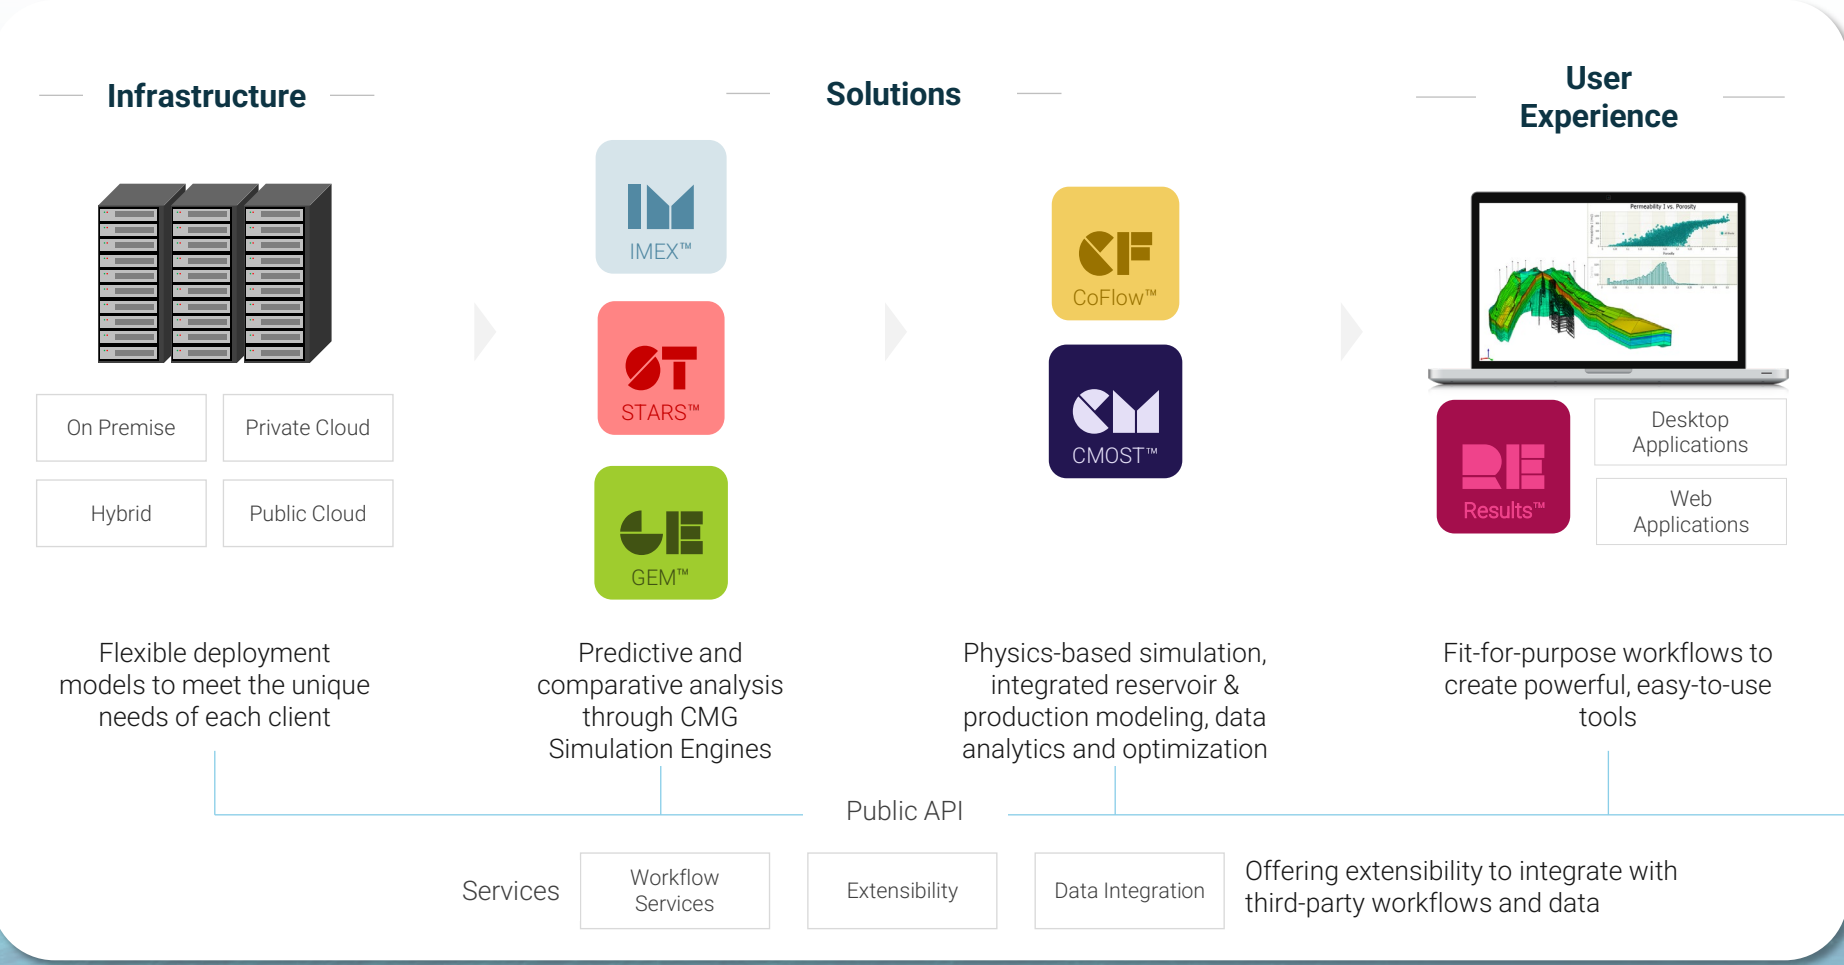 Infrastructure
Solutions
User
Experience
IMEX™
STARS™
GEM™
CoFlow™
CMOST™
Permeability I vs. Porosity
Porosity
Results™
On Premise
Private Cloud
Hybrid
Public Cloud
Desktop
Applications
Web
Applications
Flexible deployment
models to meet the unique
needs of each client
Predictive and
comparative analysis
through CMG
Simulation Engines
Physics-based simulation,
integrated reservoir &
production modeling, data
analytics and optimization
Fit-for-purpose workflows to
create powerful, easy-to-use
tools
Public API
Services
Workflow
Services
Extensibility
Data Integration
Offering extensibility to integrate with
third-party workflows and data